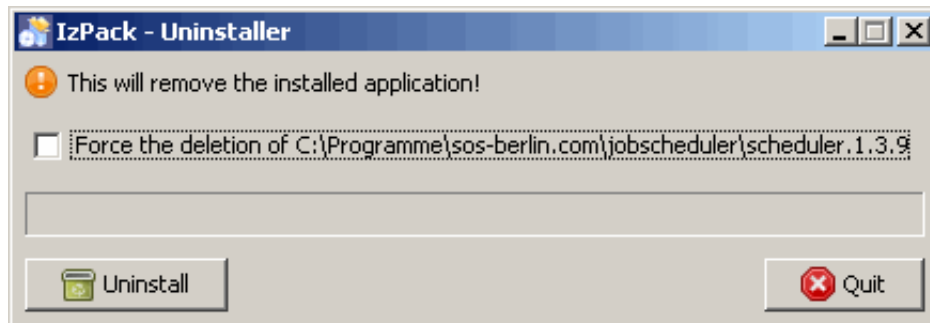 IzPack - Uninstaller
This will remove the installed application!
Force the deletion of C:\Programme\sos-berlin.com\jobscheduler\scheduler.1.3.9
Uninstall
Quit